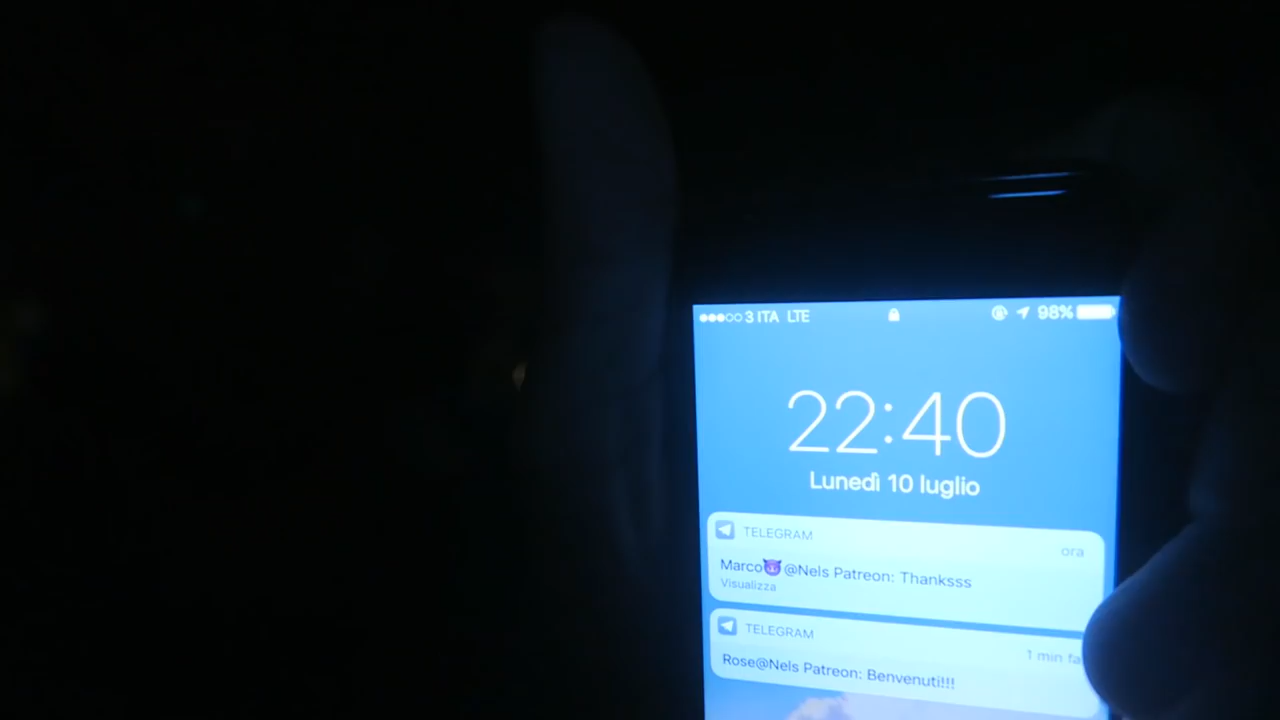 3 ITA LTE 98%
22:40
Lunedì 10 luglio
TELEGRAM ora
Marco😈@Nels Patreon: Thanksss
Visualizza
TELEGRAM 1 min fa
Rose@Nels Patreon: Benvenuti!!!